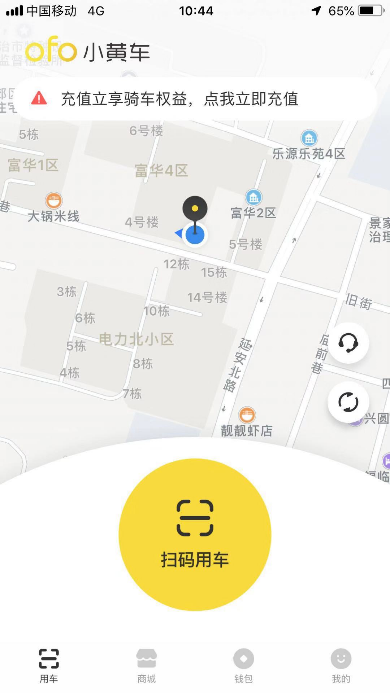 中国移动 4G 10:44 65%
ofo 小黄车
充值立享骑车权益，点我立即充值
5栋
6号楼
乐源乐苑4区
富华1区
富华4区
大锅米线
富华2区
4号楼
5号楼
景家
治理
12栋
15栋
3栋
14号楼
旧街
10栋
6栋
电力北小区
5栋
8栋
庙前巷
4栋
延安北路
7栋
靓靓虾店
兴圆
福临
扫码用车
用车 商城 钱包 我的